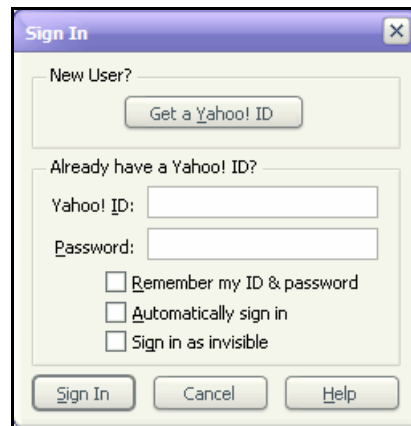 Sign In
New User?
Get a Yahoo! ID
Already have a Yahoo! ID?
Yahoo! ID:
Password:
Remember my ID & password
Automatically sign in
Sign in as invisible
Sign In Cancel Help